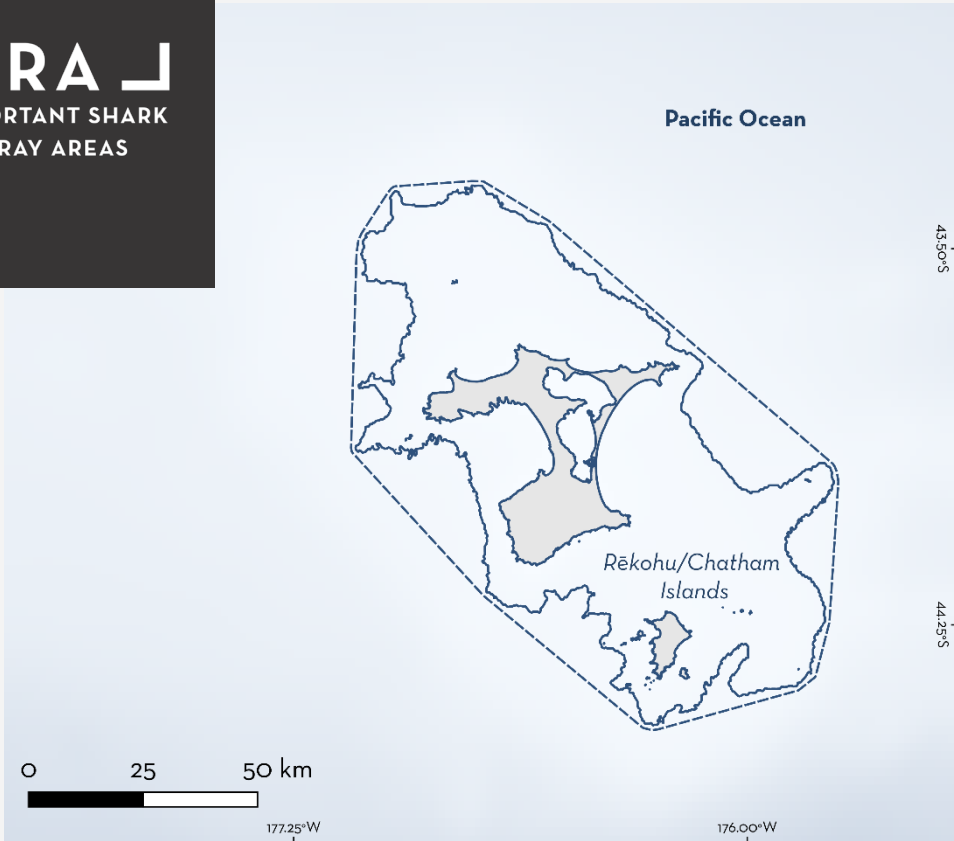 RA
ORTANT SHARK
RAY AREAS
Pacific Ocean
43.50°S
Rēkohu/Chatham
Islands
44.25°S
0 25 50 km
177.25°W 176.00°W